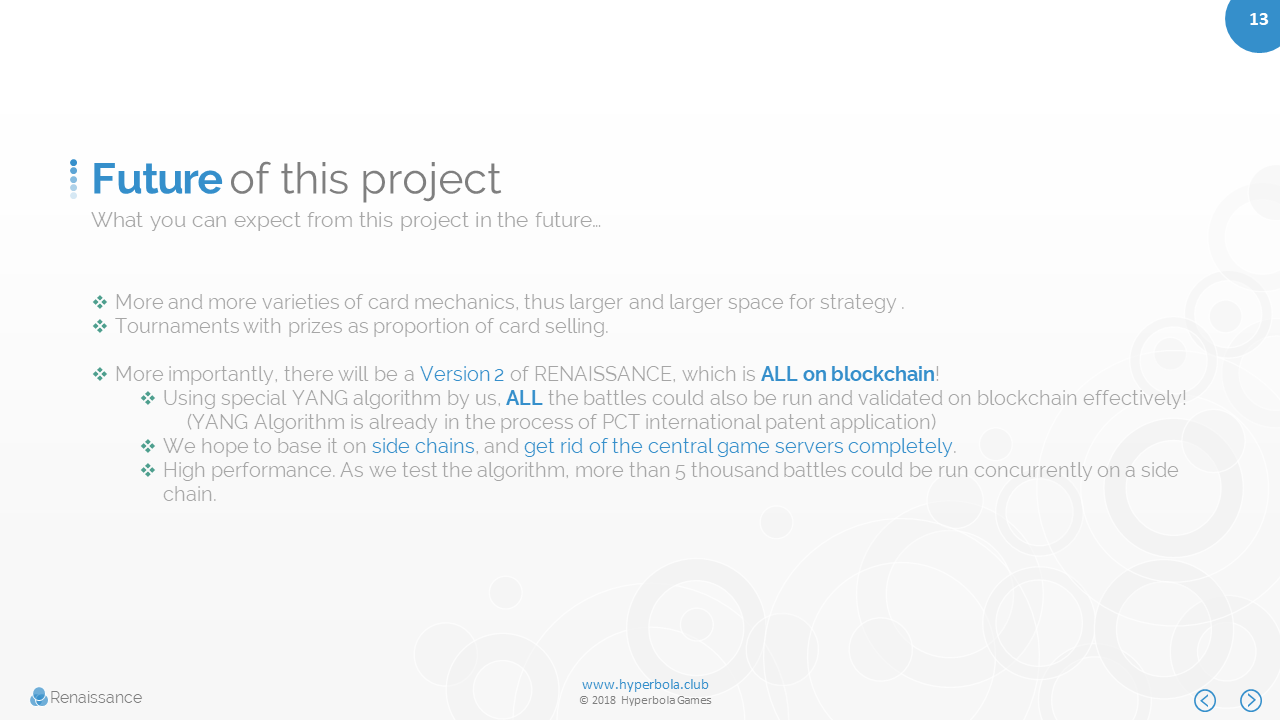 13
Future of this project
What you can expect from this project in the future…
More and more varieties of card mechanics, thus larger and larger space for strategy .
Tournaments with prizes as proportion of card selling.
More importantly, there will be a Version 2 of RENAISSANCE, which is ALL on blockchain!
Using special YANG algorithm by us, ALL the battles could also be run and validated on blockchain effectively!
(YANG Algorithm is already in the process of PCT international patent application)
We hope to base it on side chains, and get rid of the central game servers completely.
High performance. As we test the algorithm, more than 5 thousand battles could be run concurrently on a side
chain.
Renaissance
www.hyperbola.club
© 2018 Hyperbola Games